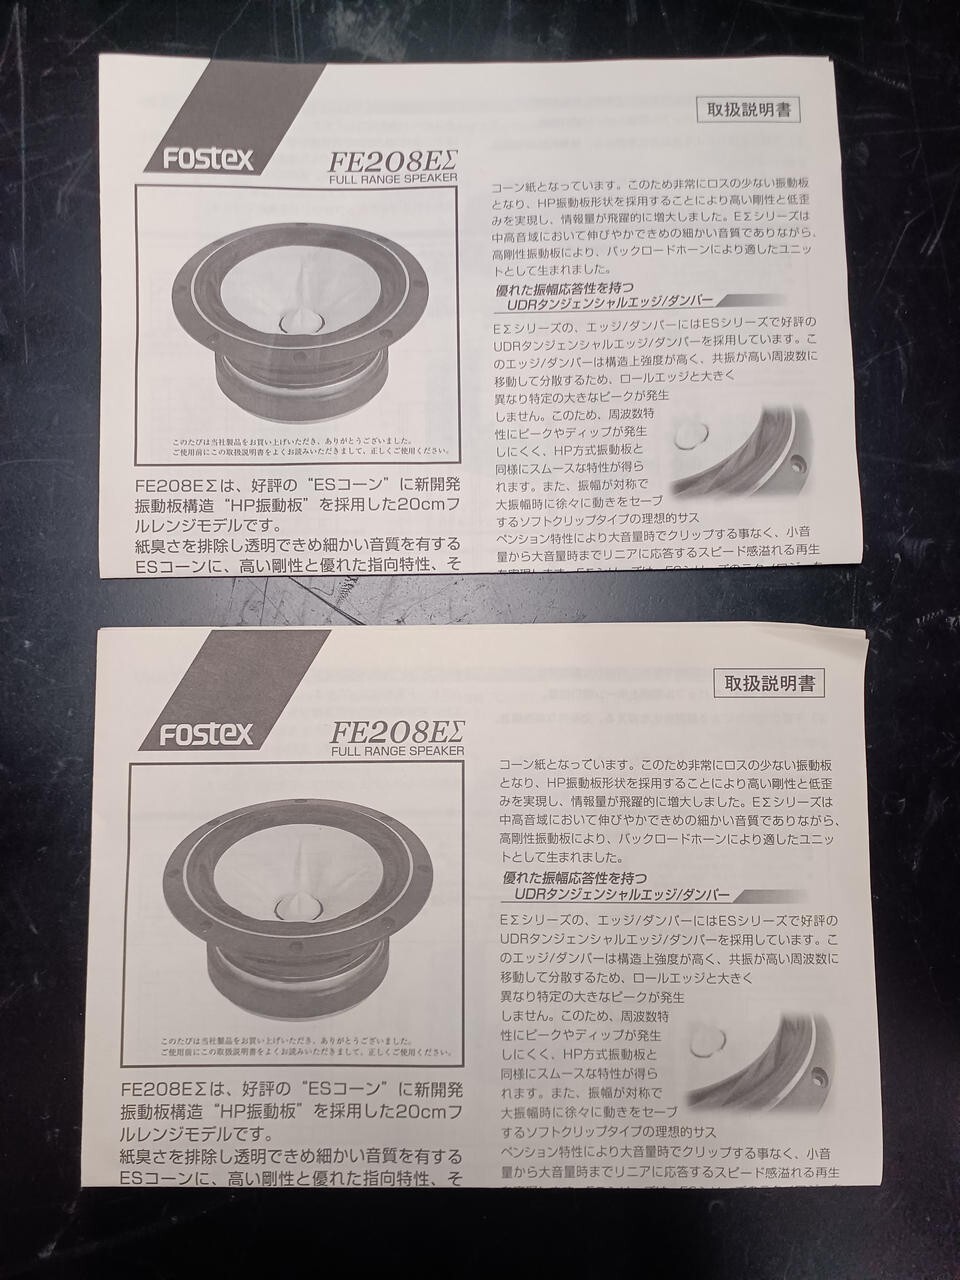 取扱説明書
FOSTEX
FE208EΣ
FULL RANGE SPEAKER
このたびは当社製品をお買い上げいただき、ありがとうございました。
ご使用前にこの取扱説明書をよくお読みいただきまして、正しくご使用ください。
FE208EΣは、好評の“ESコーン”に新開発
振動板構造“HP振動板”を採用した20cmフ
ルレンジモデルです。
紙臭さを排除し透明できめ細かい音質を有する
ESコーンに、高い剛性と優れた指向特性、そ
コーン紙となっています。このため非常にロスの少ない振動板
となり、HP振動板形状を採用することにより高い剛性と低歪
みを実現し、情報量が飛躍的に増大しました。EΣシリーズは
中高音域において伸びやかできめの細かい音質でありながら、
高剛性振動板により、バックロードホーンにより適したユニッ
トとして生まれました。
優れた振幅応答性を持つ
UDRタンジェンシャルエッジ/ダンパー
EΣシリーズの、エッジ/ダンパーにはESシリーズで好評の
UDRタンジェンシャルエッジ/ダンパーを採用しています。こ
のエッジ/ダンパーは構造上強度が高く、共振が高い周波数に
移動して分散するため、ロールエッジと大きく
異なり特定の大きなピークが発生
しません。このため、周波数特
性にピークやディップが発生
しにくく、HP方式振動板と
同様にスムースな特性が得ら
れます。また、振幅が対称で
大振幅時に徐々に動きをセーブ
するソフトクリップタイプの理想的サス
ペンション特性により大音量時でクリップする事なく、小音
量から大音量時までリニアに応答するスピード感溢れる再生
取扱説明書
FOSTEX
FE208EΣ
FULL RANGE SPEAKER
このたびは当社製品をお買い上げいただき、ありがとうございました。
ご使用前にこの取扱説明書をよくお読みいただきまして、正しくご使用ください。
FE208EΣは、好評の“ESコーン”に新開発
振動板構造“HP振動板”を採用した20cmフ
ルレンジモデルです。
紙臭さを排除し透明できめ細かい音質を有する
ESコーンに、高い剛性と優れた指向特性、そ
コーン紙となっています。このため非常にロスの少ない振動板
となり、HP振動板形状を採用することにより高い剛性と低歪
みを実現し、情報量が飛躍的に増大しました。EΣシリーズは
中高音域において伸びやかできめの細かい音質でありながら、
高剛性振動板により、バックロードホーンにより適したユニッ
トとして生まれました。
優れた振幅応答性を持つ
UDRタンジェンシャルエッジ/ダンパー
EΣシリーズの、エッジ/ダンパーにはESシリーズで好評の
UDRタンジェンシャルエッジ/ダンパーを採用しています。こ
のエッジ/ダンパーは構造上強度が高く、共振が高い周波数に
移動して分散するため、ロールエッジと大きく
異なり特定の大きなピークが発生
しません。このため、周波数特
性にピークやディップが発生
しにくく、HP方式振動板と
同様にスムースな特性が得ら
れます。また、振幅が対称で
大振幅時に徐々に動きをセーブ
するソフトクリップタイプの理想的サス
ペンション特性により大音量時でクリップする事なく、小音
量から大音量時までリニアに応答するスピード感溢れる再生